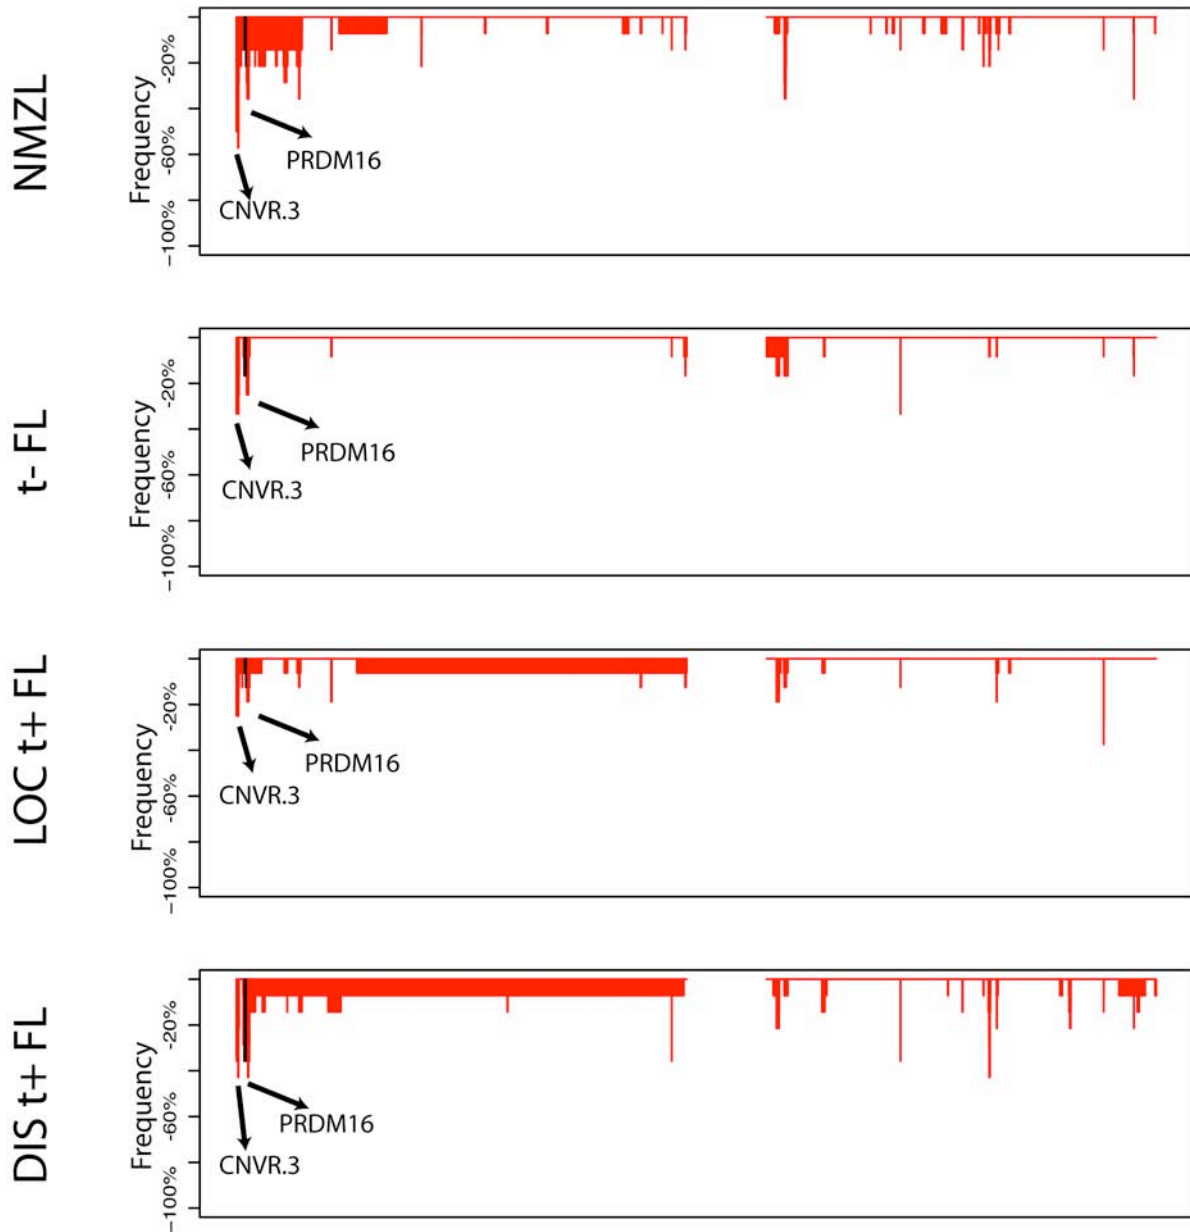 NMZL
Frequency
-20%
-60%
-100%
PRDM16
CNVR.3
t- FL
Frequency
-20%
-60%
-100%
PRDM16
CNVR.3
LOC t+ FL
Frequency
-20%
-60%
-100%
PRDM16
CNVR.3
DIS t+ FL
Frequency
-20%
-60%
-100%
PRDM16
CNVR.3